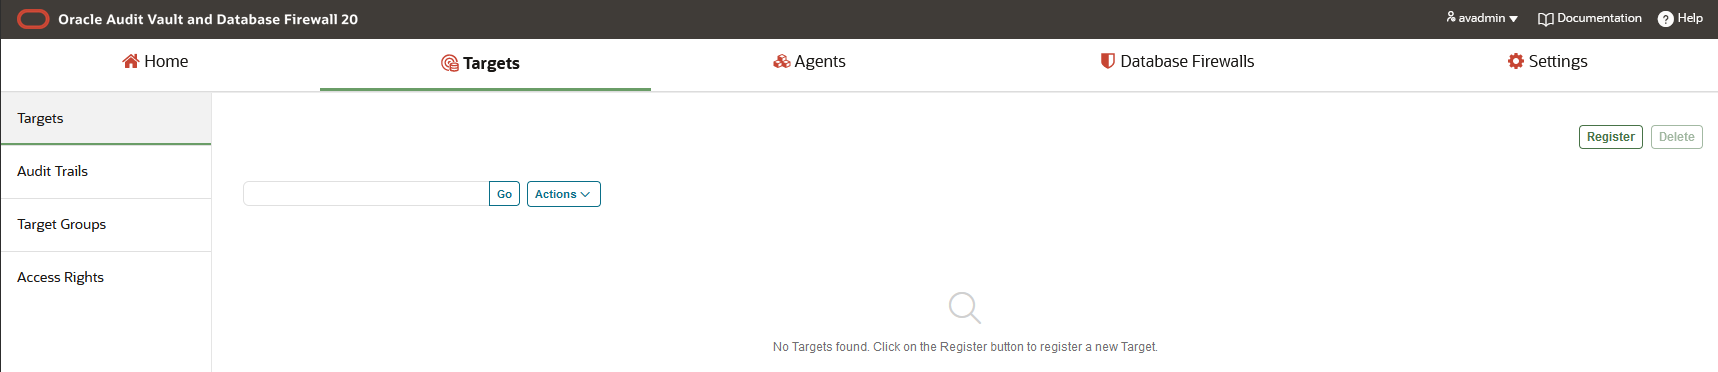 Oracle Audit Vault and Database Firewall 20
avadmin Documentation ? Help
Home Targets Agents Database Firewalls Settings
Targets
Audit Trails
Target Groups
Access Rights
Register Delete
Go Actions
No Targets found. Click on the Register button to register a new Target.